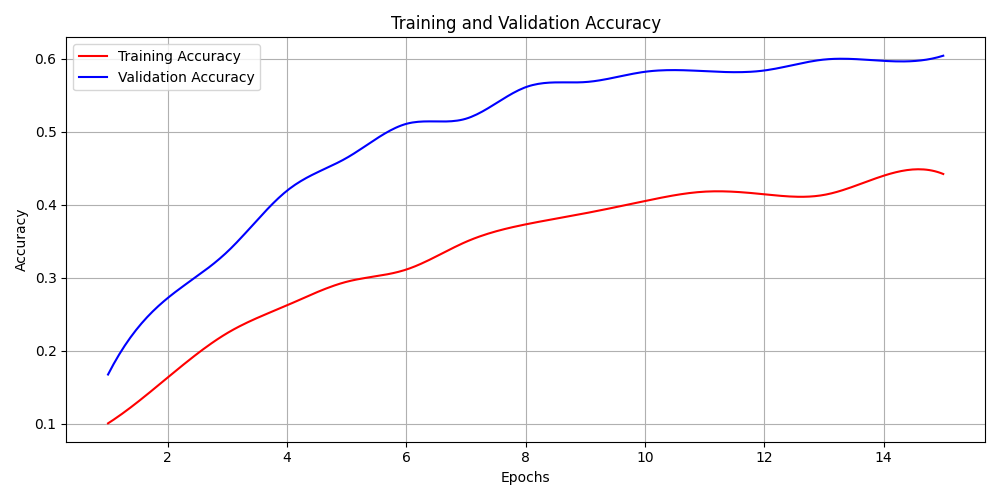 Training and Validation Accuracy
Training Accuracy
Validation Accuracy
0.6
0.5
0.4
0.3
0.2
0.1
Accuracy
2 4 6 8 10 12 14
Epochs